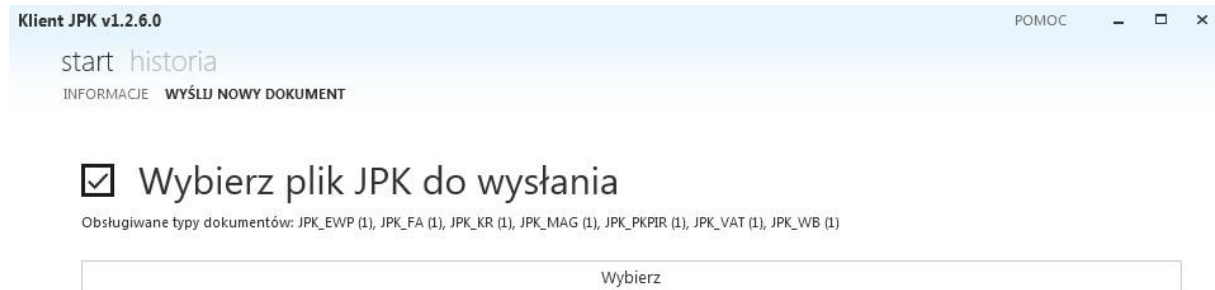 Klient JPK v1.2.6.0 POMOC
start historia
INFORMACJE WYŚLIJ NOWY DOKUMENT
Wybierz plik JPK do wysłania
Obsługiwane typy dokumentów: JPK_EWP (1), JPK_FA (1), JPK_KR (1), JPK_MAG (1), JPK_PKPIR (1), JPK_VAT (1), JPK_WB (1)
Wybierz